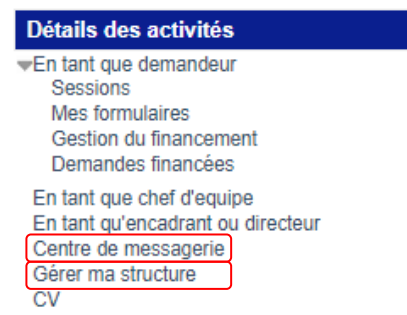 Détails des activités
En tant que demandeur
Sessions
Mes formulaires
Gestion du financement
Demandes financées
En tant que chef d'equipe
En tant qu'encadrant ou directeur
Centre de messagerie
Gérer ma structure
CV